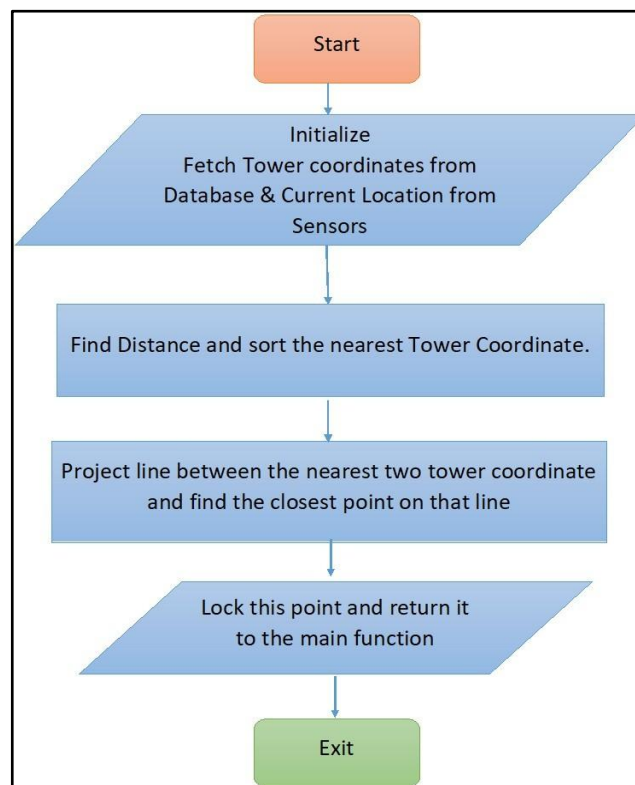 Start
Initialize
Fetch Tower coordinates from
Database & Current Location from
Sensors
Find Distance and sort the nearest Tower Coordinate.
Project line between the nearest two tower coordinate
and find the closest point on that line
Lock this point and return it
to the main function
Exit